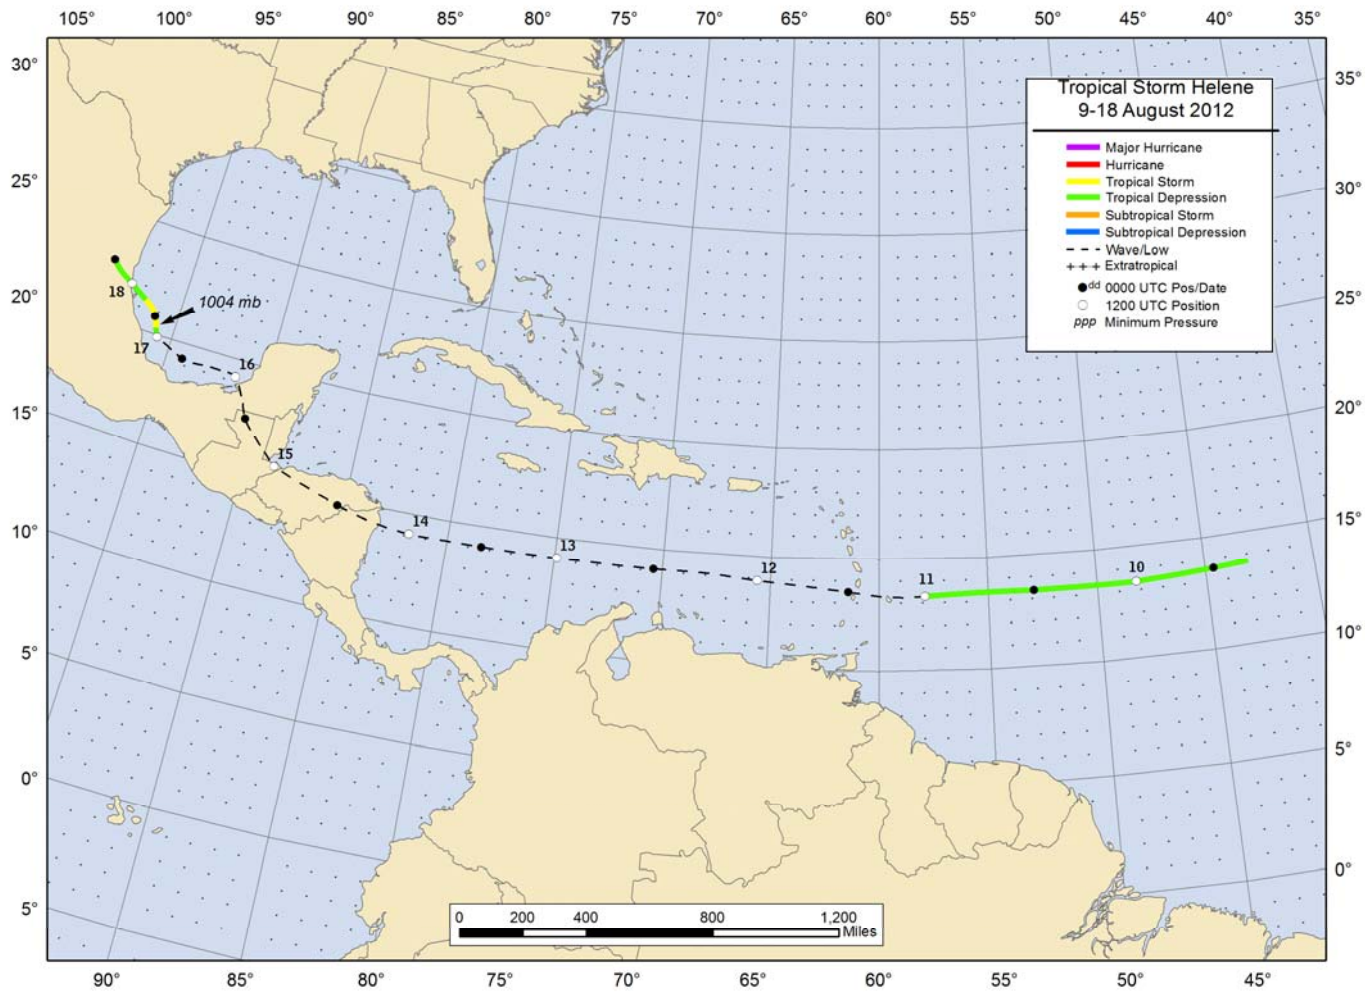 105° 100° 95° 90° 85° 80° 75° 70° 65° 60° 55° 50° 45° 40° 35°
30°
25°
20°
15°
10°
5°
0°
5°
35°
30°
25°
20°
15°
10°
5°
0°
Tropical Storm Helene
9-18 August 2012
Major Hurricane
Hurricane
Tropical Storm
Tropical Depression
Subtropical Storm
Subtropical Depression
Wave/Low
Extratropical
dd 0000 UTC Pos/Date
1200 UTC Position
ppp Minimum Pressure
1004 mb
18
17
16
15
14
13
12
11
10
0 200 400 800 1,200
Miles
90° 85° 80° 75° 70° 65° 60° 55° 50° 45°